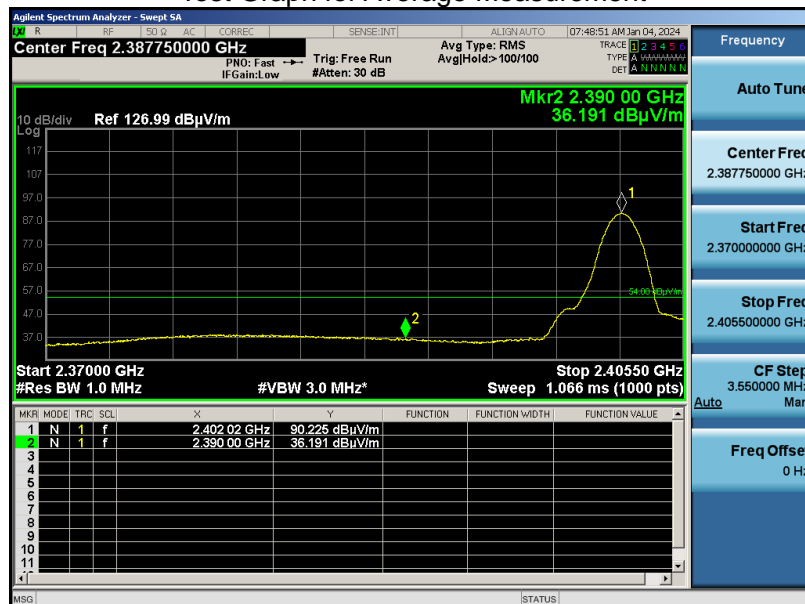 Test Graph for Average Measurement
Agilent Spectrum Analyzer - Swept SA
LXI R RF 50 Ω AC CORREC SENSE:INT ALIGN AUTO 07:48:51 AM Jan 04, 2024
Center Freq 2.387750000 GHz
PNO: Fast
IFGain:Low
Trig: Free Run
#Atten: 30 dB
Avg Type: RMS
Avg|Hold:>100/100
TRACE 1 2 3 4 5 6
TYPE A WWWWW
DET A N N N N N
Mkr2 2.390 00 GHz
36.191 dBµV/m
10 dB/div Ref 126.99 dBµV/m
Log
117
107
97.0
87.0
77.0
67.0
57.0
47.0
37.0
1
2
54.00 dBµV/m
Start 2.37000 GHz Stop 2.40550 GHz
#Res BW 1.0 MHz #VBW 3.0 MHz* Sweep 1.066 ms (1000 pts)
MKR MODE TRC SCL X Y FUNCTION FUNCTION WIDTH FUNCTION VALUE
1 N 1 f 2.402 02 GHz 90.225 dBµV/m
2 N 1 f 2.390 00 GHz 36.191 dBµV/m
3
4
5
6
7
8
9
10
11
MSG STATUS
Frequency
Auto Tune
Center Freq
2.387750000 GHz
Start Freq
2.370000000 GHz
Stop Freq
2.405500000 GHz
CF Step
3.550000 MHz
Auto Man
Freq Offset
0 Hz